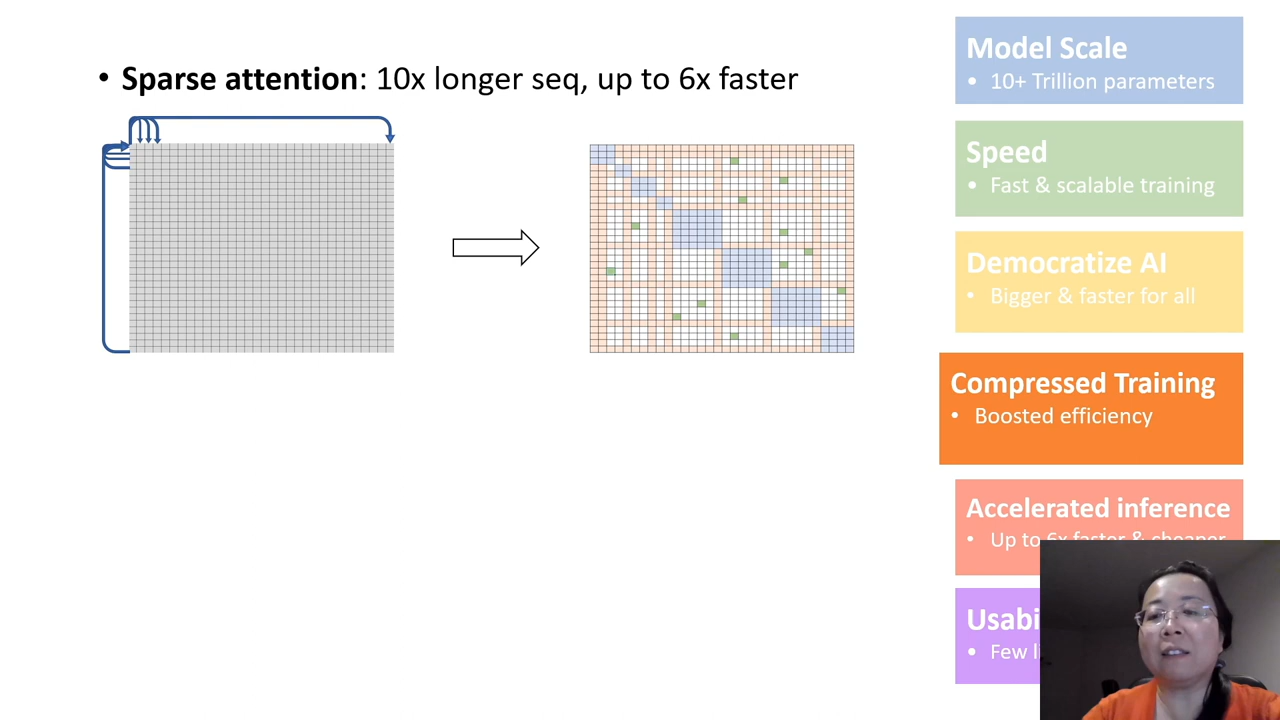 • Sparse attention: 10x longer seq, up to 6x faster
Model Scale
• 10+ Trillion parameters
Speed
• Fast & scalable training
Democratize AI
• Bigger & faster for all
Compressed Training
• Boosted efficiency
Accelerated inference
• Up to 6x faster & cheaper
• Few